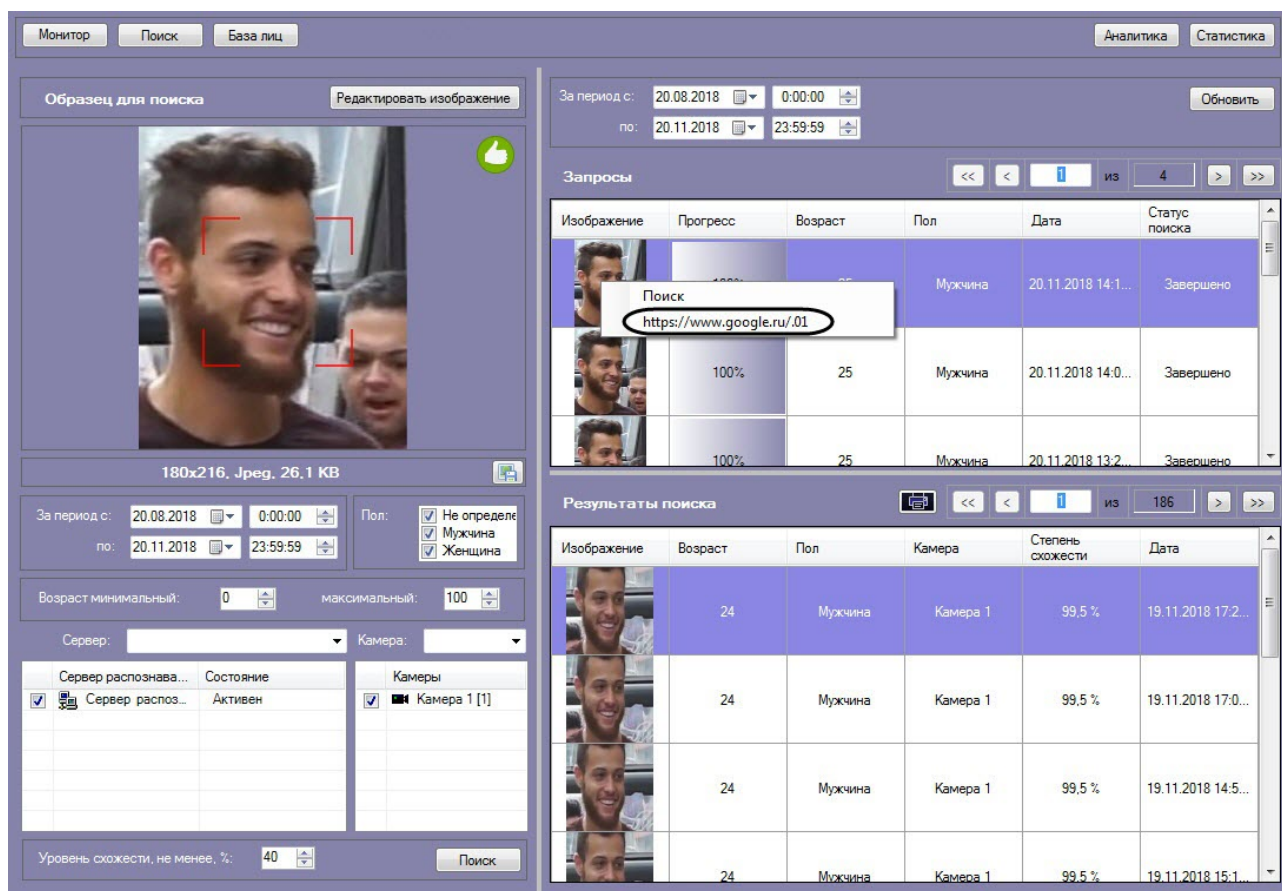 Монитор
Поиск
База лиц
Аналитика
Статистика
Образец для поиска
Редактировать изображение
180x216, Jpeg, 26,1 KB
За период с: 20.08.2018 0:00:00
по: 20.11.2018 23:59:59
Пол:
Не определе
Мужчина
Женщина
Возраст минимальный: 0 максимальный: 100
Сервер:
Камера:
Сервер распознава... Состояние
Сервер распоз... Активен
Камеры
Камера 1 [1]
Уровень схожести, не менее, %: 40
Поиск
За период с: 20.08.2018 0:00:00
по: 20.11.2018 23:59:59
Обновить
Запросы
<< < 1 из 4 > >>
Изображение Прогресс Возраст Пол Дата Статус поиска
Мужчина 20.11.2018 14:1... Завершено
Поиск
https://www.google.ru/.01
100% 25 Мужчина 20.11.2018 14:0... Завершено
100% 25 Мужчина 20.11.2018 13:2... Завершено
Результаты поиска
<< < 1 из 186 > >>
Изображение Возраст Пол Камера Степень схожести Дата
24 Мужчина Камера 1 99,5 % 19.11.2018 17:2...
24 Мужчина Камера 1 99,5 % 19.11.2018 17:0...
24 Мужчина Камера 1 99,5 % 19.11.2018 14:5...
24 Мужчина Камера 1 99,5 % 19.11.2018 15:1...